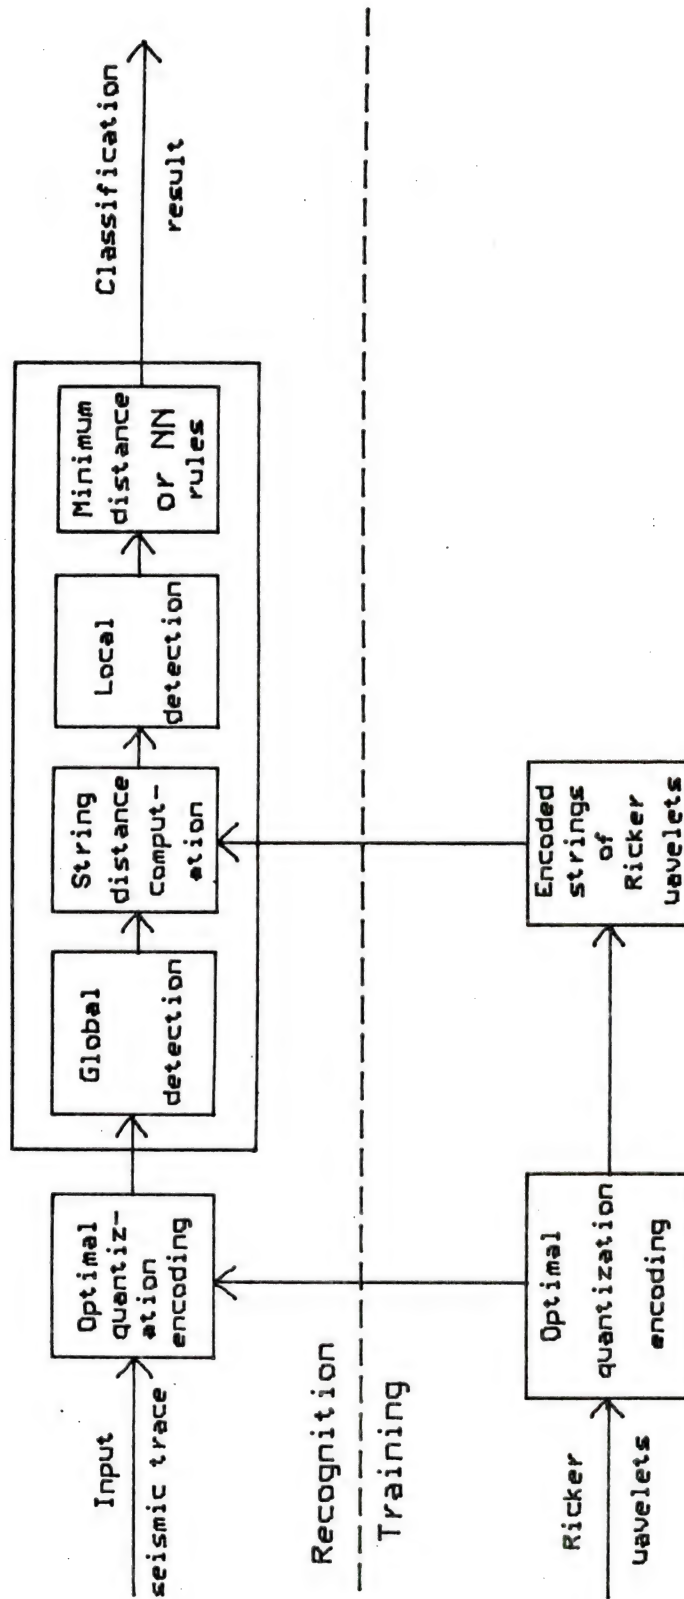 Input
seismic trace
Optimal
quantiz-
ation
encoding
Global
detection
String
distance
comput-
ation
Local
detection
Minimum
distance
or NN
rules
Classification
result
Recognition
Training
Ricker
wavelets
Optimal
quantization
encoding
Encoded
strings
of
Ricker
wavelets